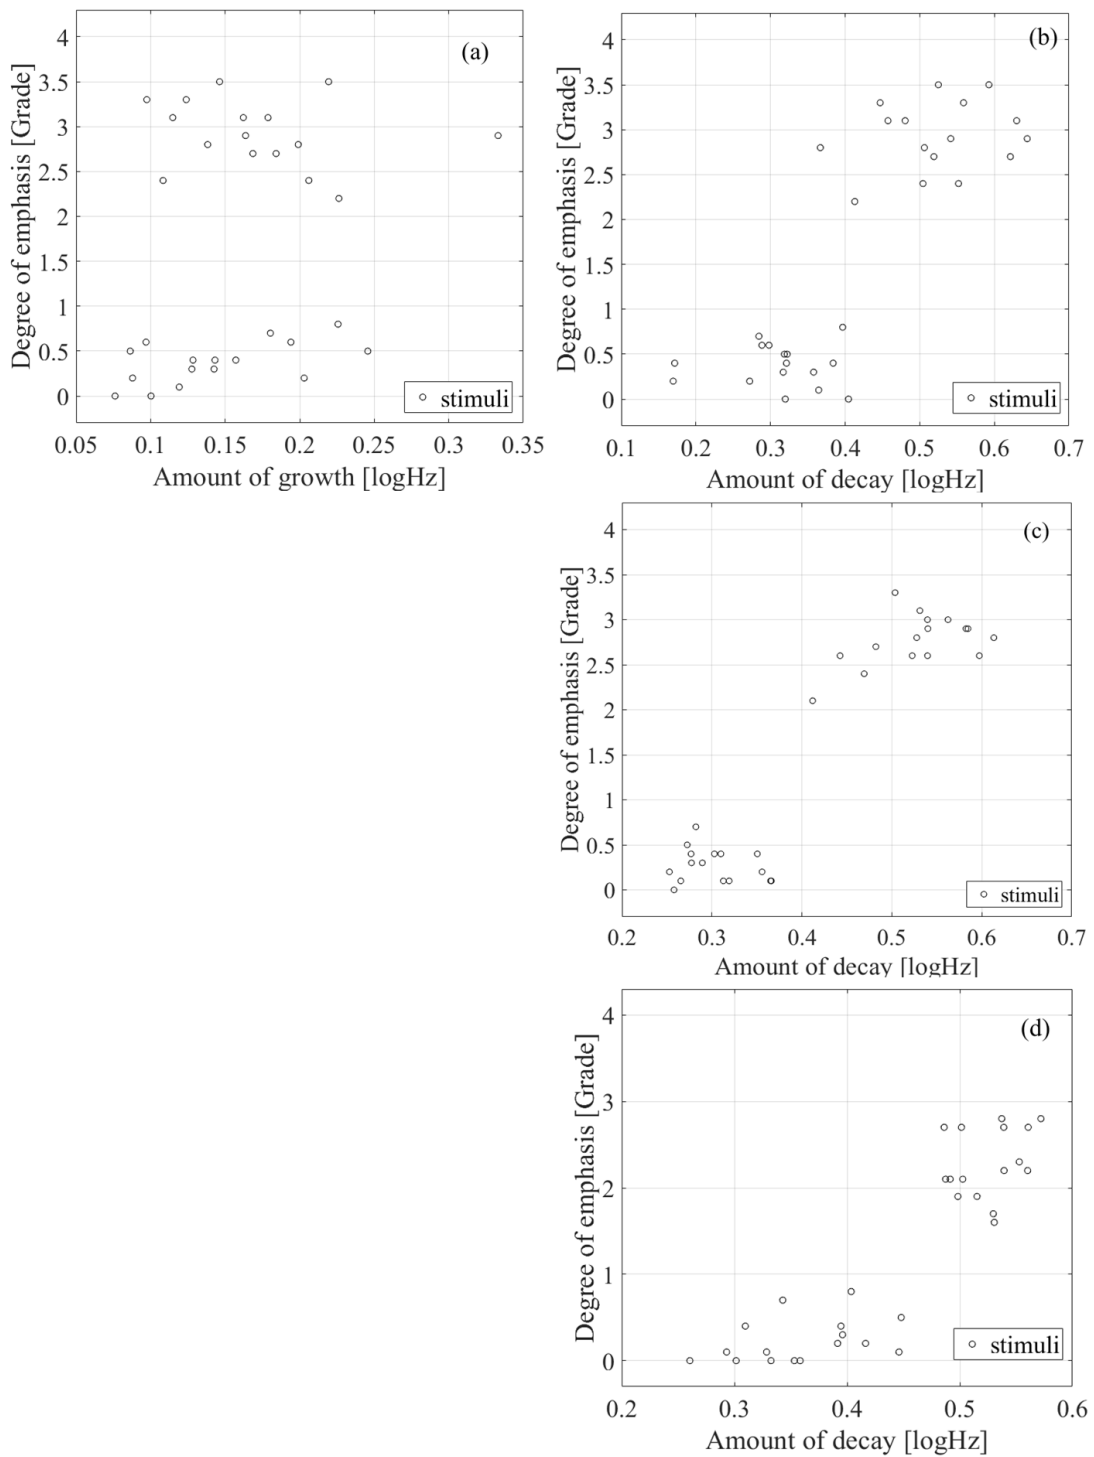 (a)
Degree of emphasis [Grade]
4
3.5
3
2.5
2
1.5
1
0.5
0
stimuli
0.05 0.1 0.15 0.2 0.25 0.3 0.35
Amount of growth [logHz]
(b)
Degree of emphasis [Grade]
4
3.5
3
2.5
2
1.5
1
0.5
0
stimuli
0.1 0.2 0.3 0.4 0.5 0.6 0.7
Amount of decay [logHz]
(c)
Degree of emphasis [Grade]
4
3.5
3
2.5
2
1.5
1
0.5
0
stimuli
0.2 0.3 0.4 0.5 0.6 0.7
Amount of decay [logHz]
(d)
Degree of emphasis [Grade]
4
3
2
1
0
stimuli
0.2 0.3 0.4 0.5 0.6
Amount of decay [logHz]